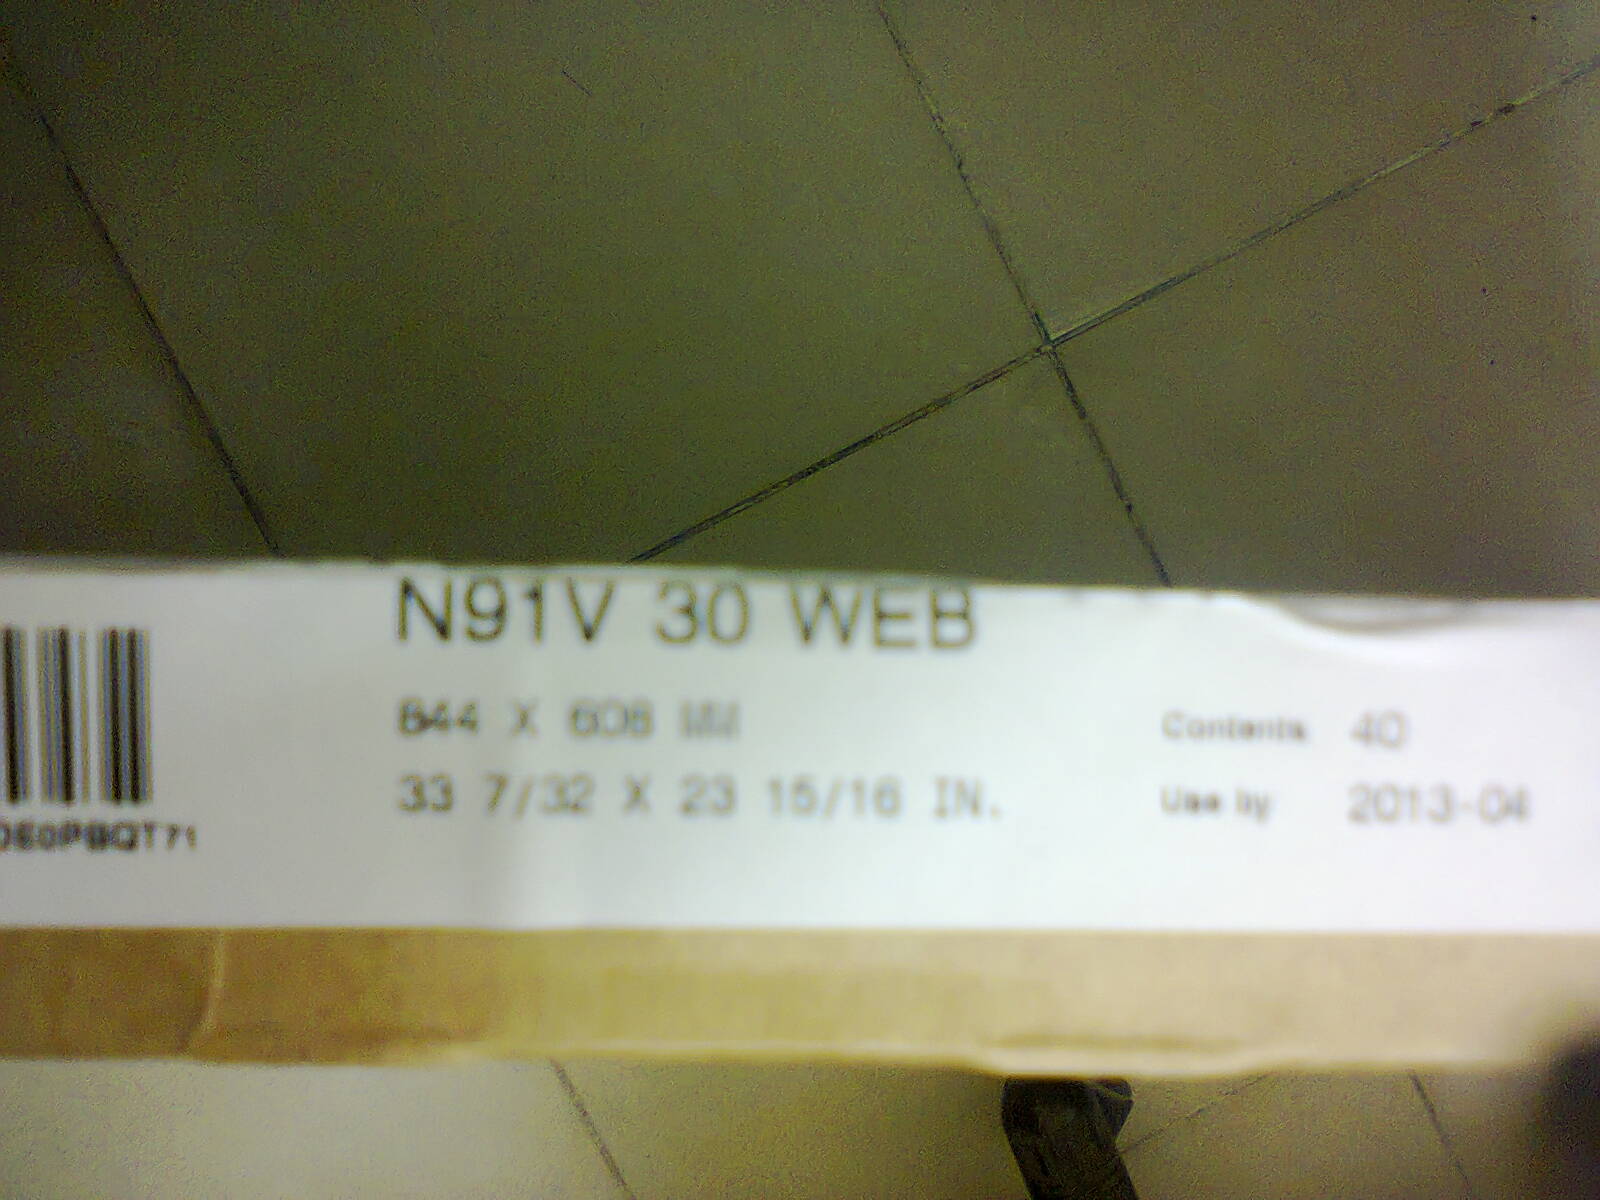 N91V 30 WEB
844 X 608 MM
33 7/32 X 23 15/16 IN.
Contents 40
Use by 2013-04